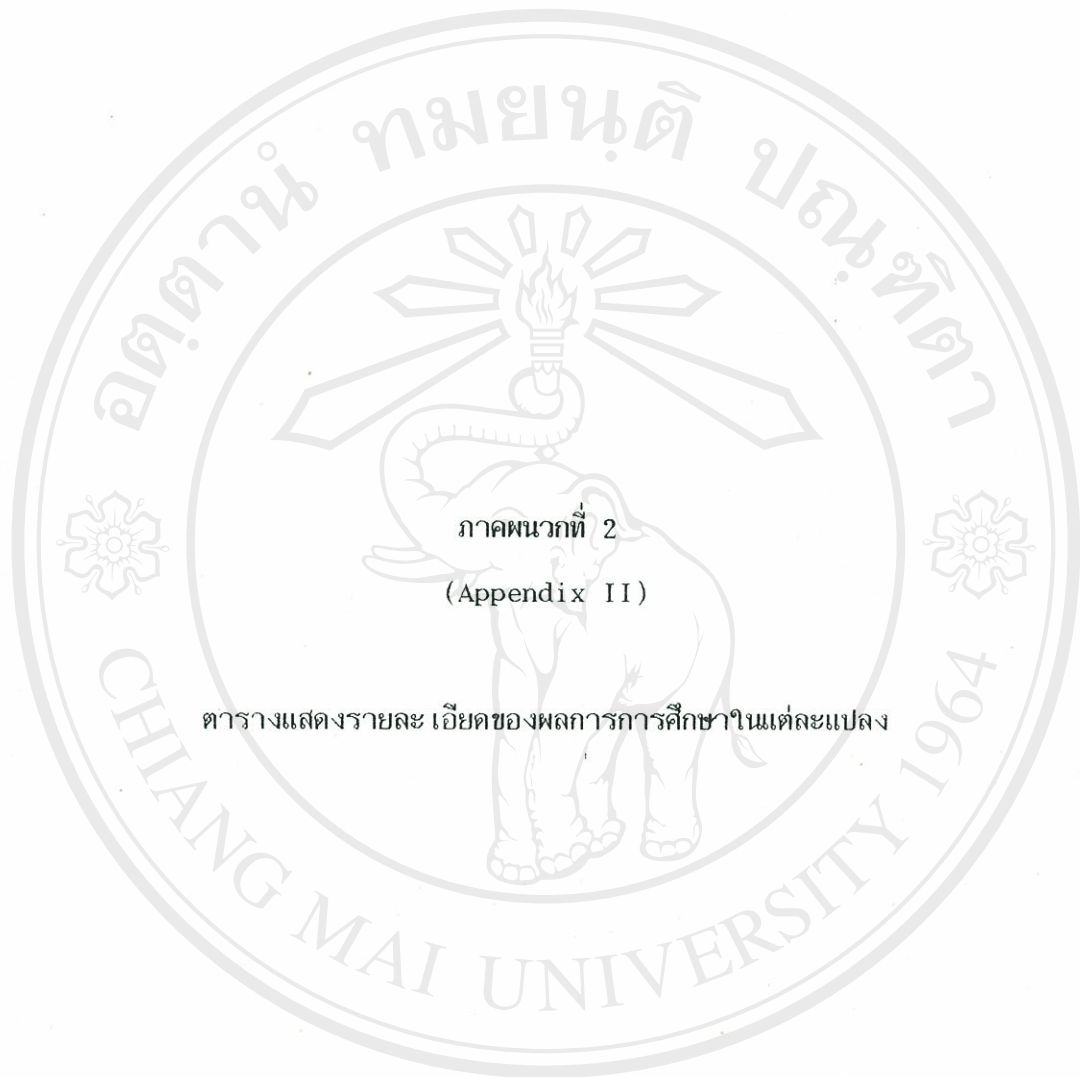 อตฺตานํ ทมยนฺติ ปณฺฑิตา
ภาคผนวกที่ 2
(Appendix II)
ตารางแสดงรายละเอียดของผลการการศึกษาในแต่ละแปลง
CHIANG MAI UNIVERSITY 1964